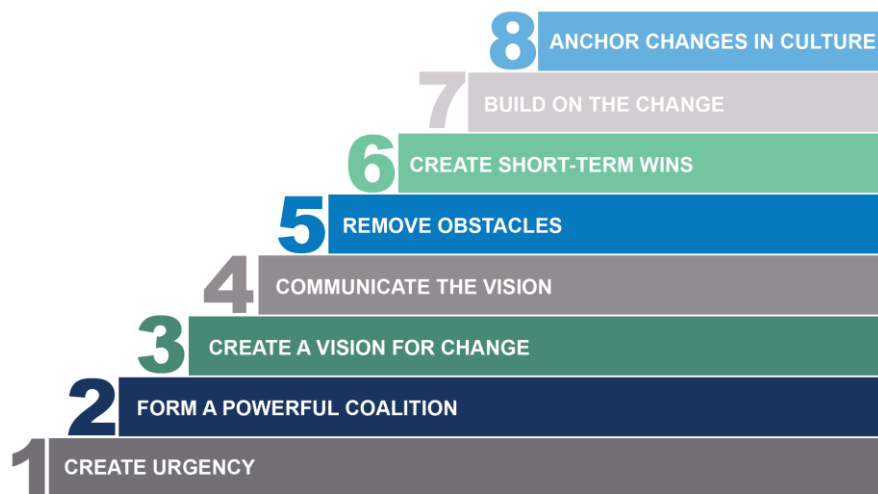 8 ANCHOR CHANGES IN CULTURE
7 BUILD ON THE CHANGE
6 CREATE SHORT-TERM WINS
5 REMOVE OBSTACLES
4 COMMUNICATE THE VISION
3 CREATE A VISION FOR CHANGE
2 FORM A POWERFUL COALITION
1 CREATE URGENCY